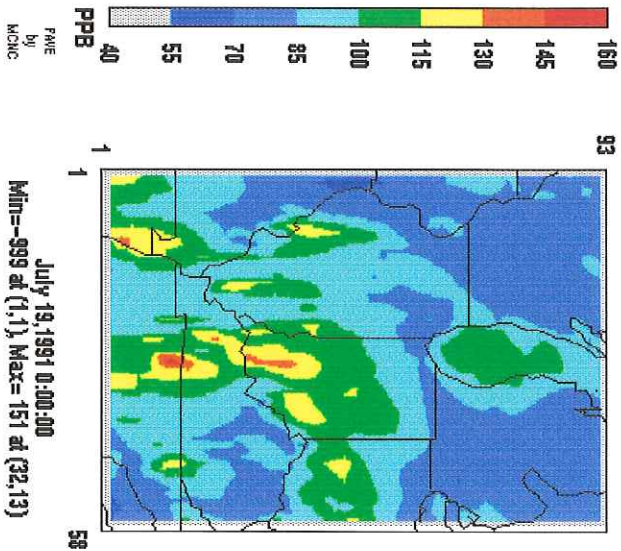 160
145
130
115
100
85
70
55
40
PPB
PAVE
by
MCNC
93
1
1
58
July 19,1991 0:00:00
Min=-999 at (1,1), Max= 151 at (32,13)